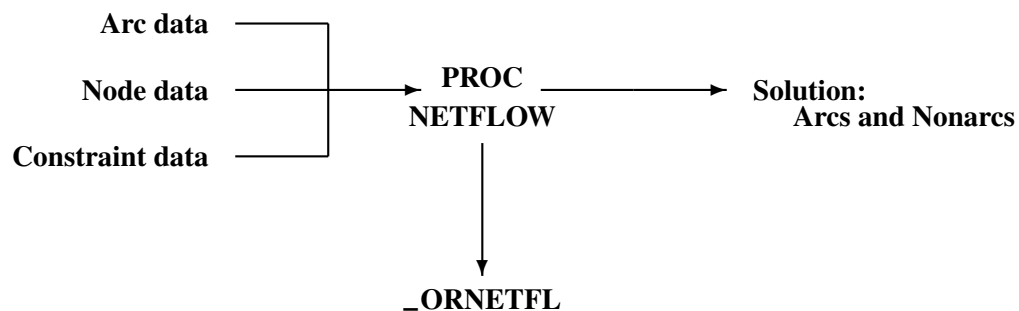 Arc data
Node data
Constraint data
PROC
NETFLOW
Solution:
Arcs and Nonarcs
_ORNETFL